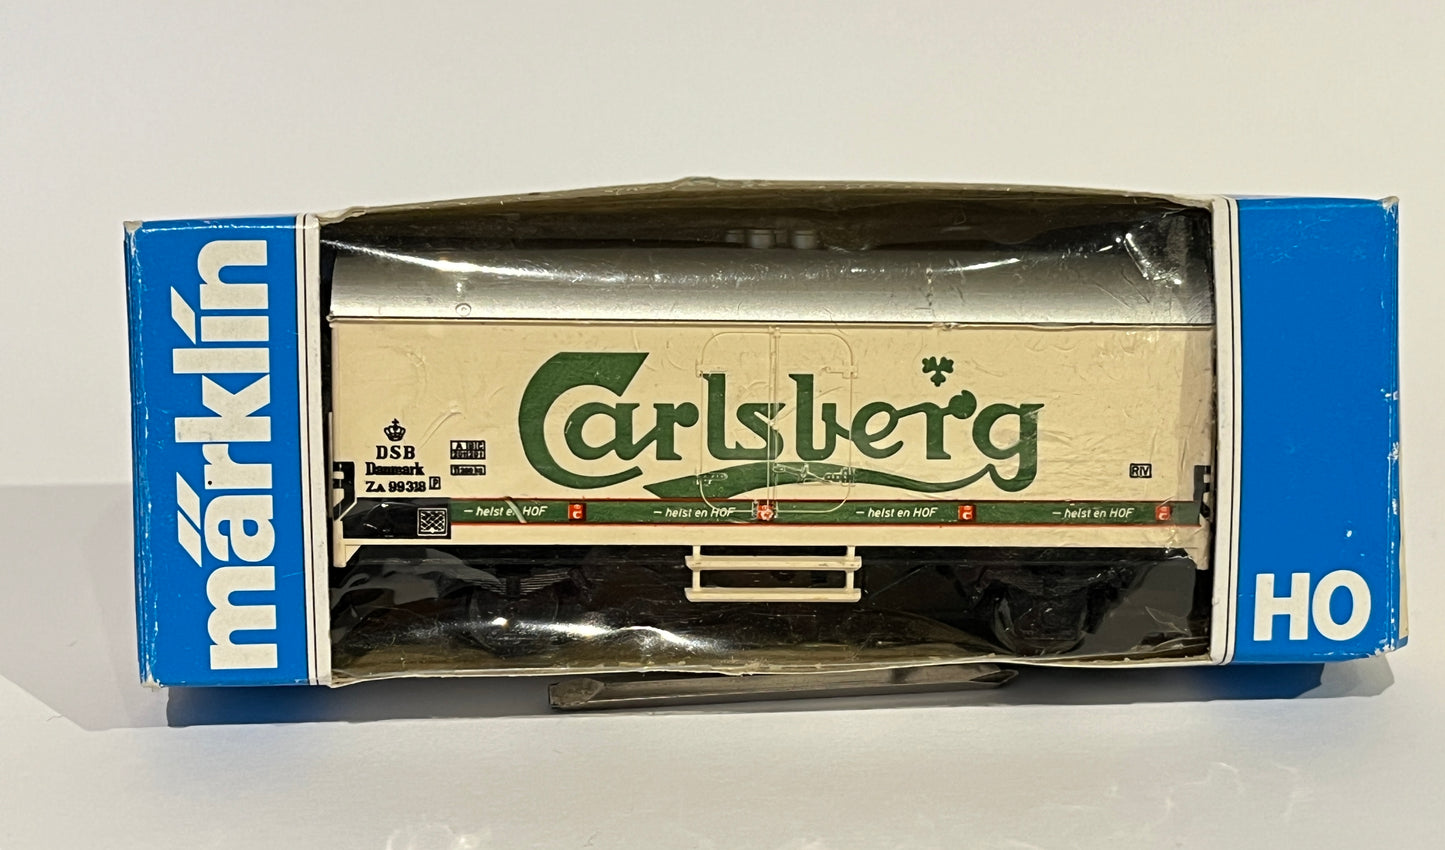 märklín
Carlsberg
DSB
Danmark
ZA 99318
P
A B C
RIV
— helst en HOF
— helst en HOF
— helst en HOF
— helst en HOF
HO